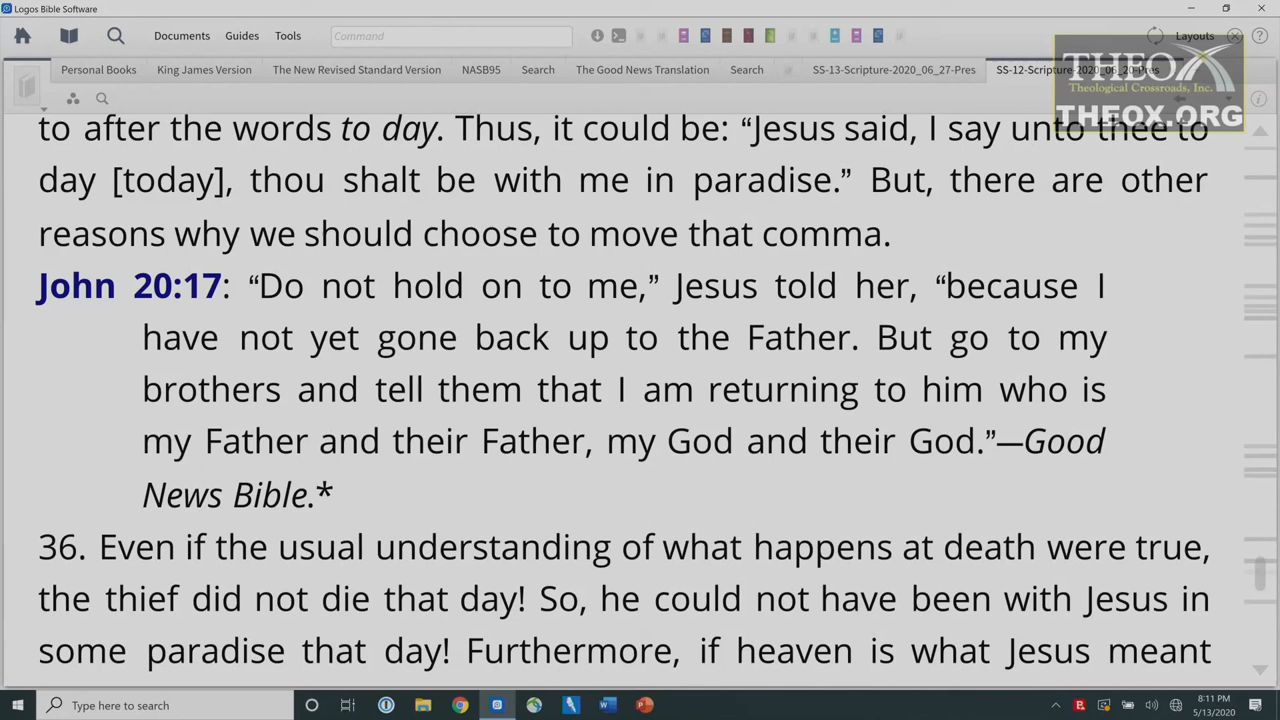 Logos Bible Software
Documents Guides Tools Command Layouts
Personal Books King James Version The New Revised Standard Version NASB95 Search The Good News Translation Search SS-13-Scripture-2020_06_27-Pres SS-12-Scripture-2020_06_20-Pres
THEOX
Theological Crossroads, Inc.
THEOX.ORG
to after the words to day. Thus, it could be: “Jesus said, I say unto thee to
day [today], thou shalt be with me in paradise.” But, there are other
reasons why we should choose to move that comma.
John 20:17: “Do not hold on to me,” Jesus told her, “because I
have not yet gone back up to the Father. But go to my
brothers and tell them that I am returning to him who is
my Father and their Father, my God and their God.”—Good
News Bible.*
36. Even if the usual understanding of what happens at death were true,
the thief did not die that day! So, he could not have been with Jesus in
some paradise that day! Furthermore, if heaven is what Jesus meant
Type here to search
8:11 PM
5/13/2020